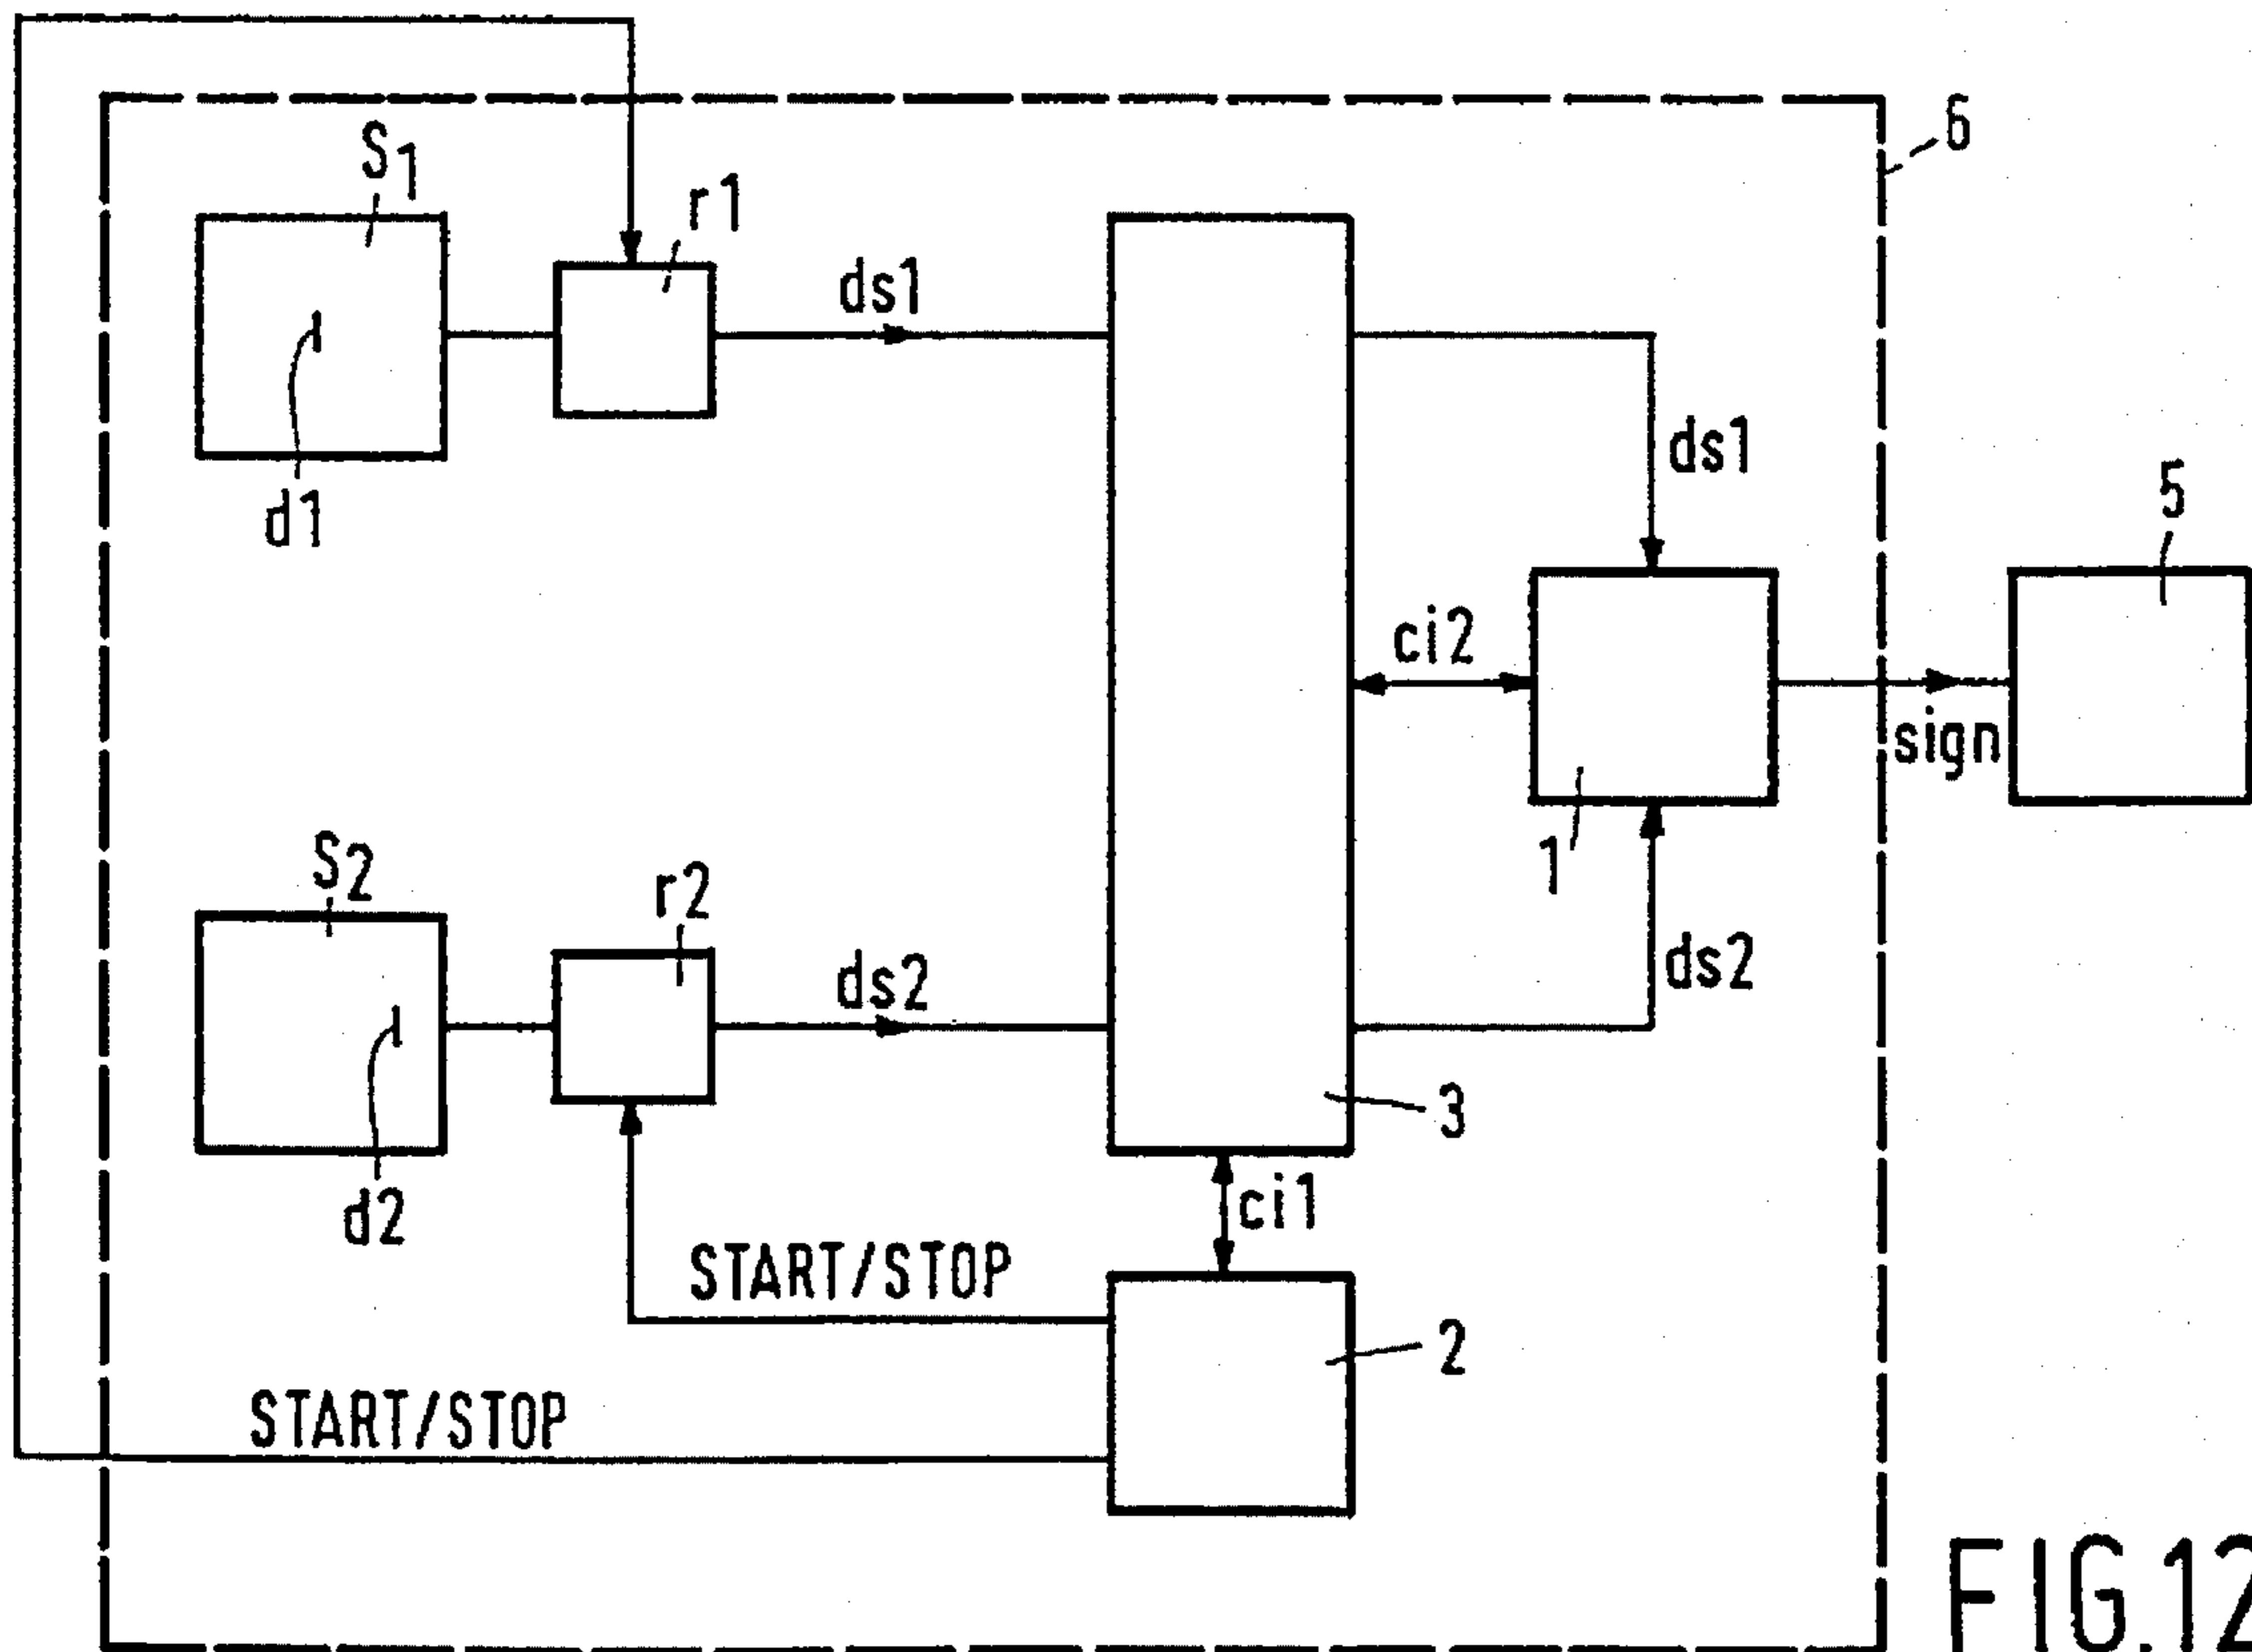 6
S1
r1
ds1
d1
ds1
5
ci2
sign
1
S2
r2
ds2
ds2
3
d2
ci1
START/STOP
2
START/STOP
FIG.12